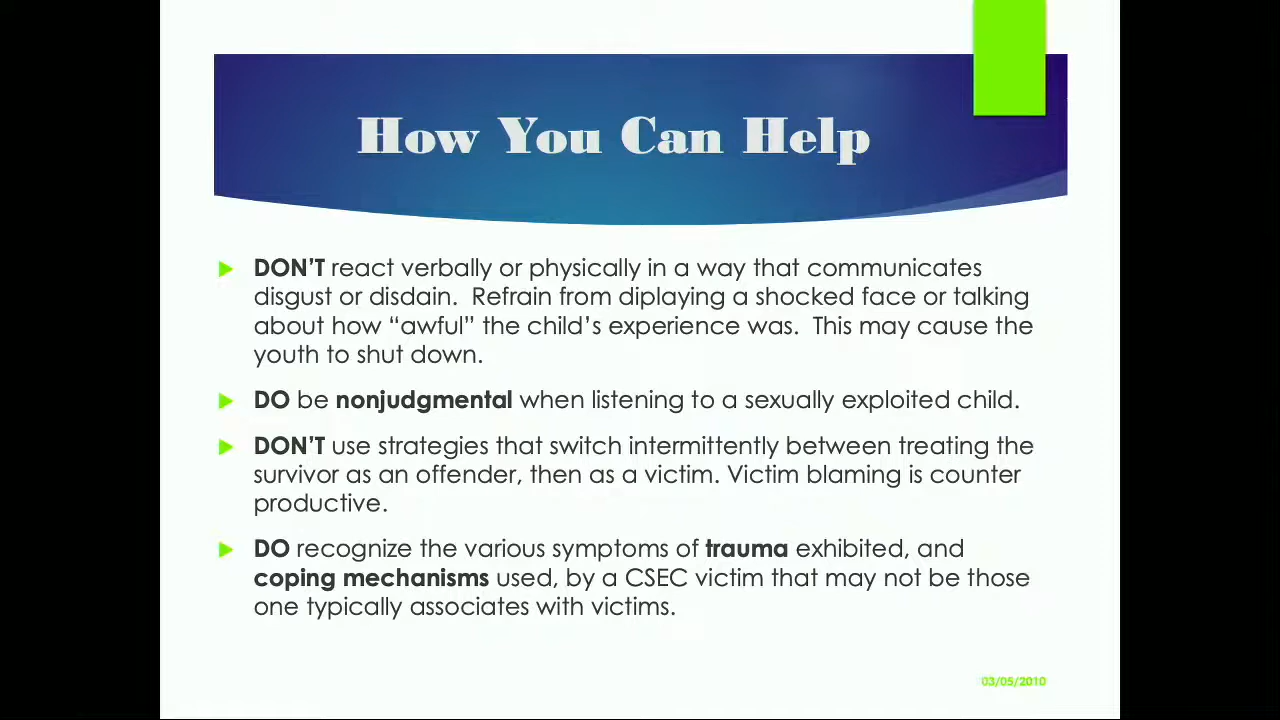 How You Can Help
DON'T react verbally or physically in a way that communicates
disgust or disdain.  Refrain from diplaying a shocked face or talking
about how “awful” the child's experience was.  This may cause the
youth to shut down.
DO be nonjudgmental when listening to a sexually exploited child.
DON'T use strategies that switch intermittently between treating the
survivor as an offender, then as a victim. Victim blaming is counter
productive.
DO recognize the various symptoms of trauma exhibited, and
coping mechanisms used, by a CSEC victim that may not be those
one typically associates with victims.
03/05/2010